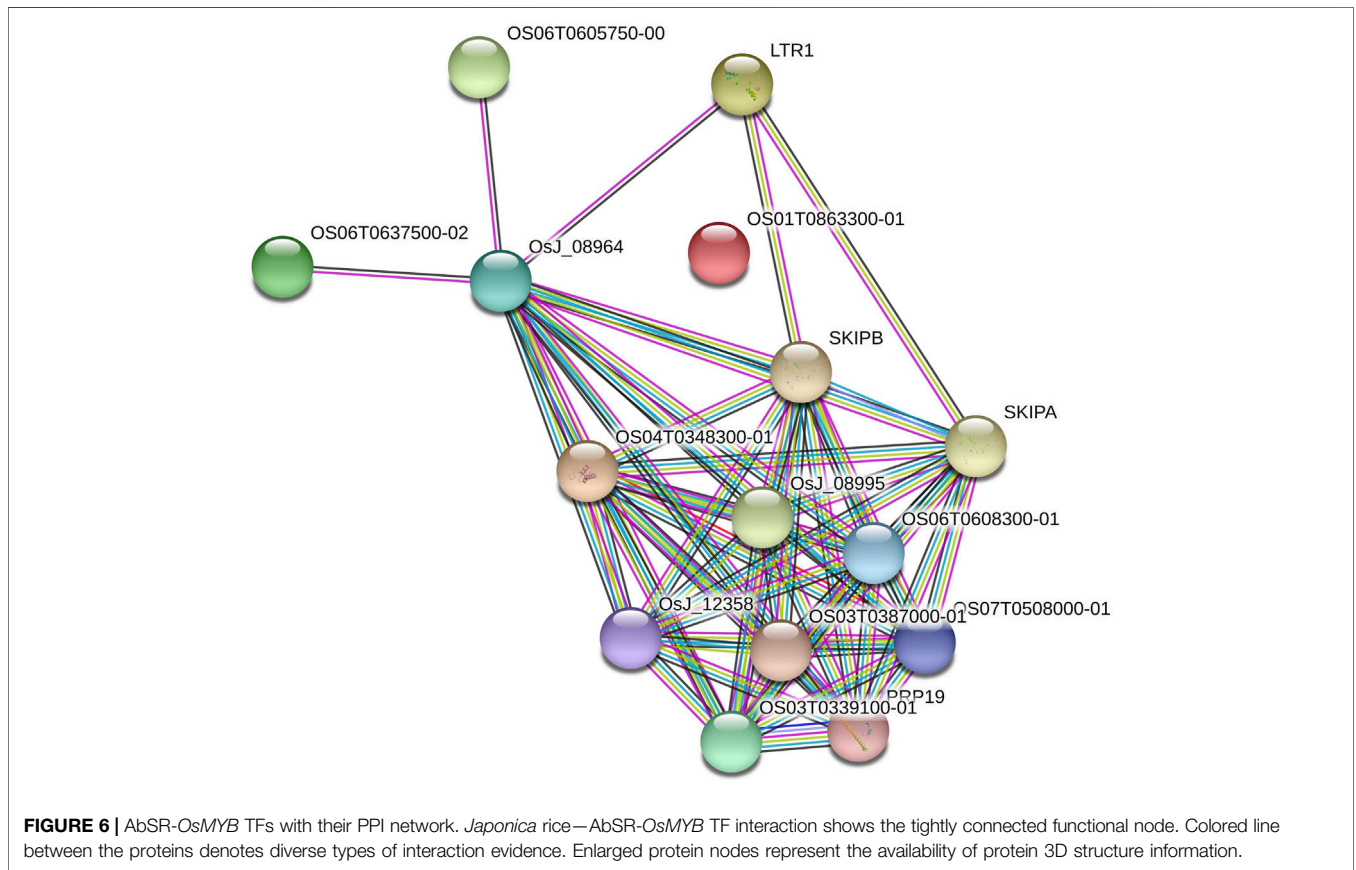 OS06T0605750-00
LTR1
OS01T0863300-01
OS06T0637500-02
OsJ_08964
SKIPB
SKIPA
OS04T0348300-01
OsJ_08995
OS06T0608300-01
OsJ_12358
OS07T0508000-01
OS03T0387000-01
PRP19
OS03T0339100-01
FIGURE 6 | AbSR-OsMYB TFs with their PPI network. Japonica rice—AbSR-OsMYB TF interaction shows the tightly connected functional node. Colored line
between the proteins denotes diverse types of interaction evidence. Enlarged protein nodes represent the availability of protein 3D structure information.